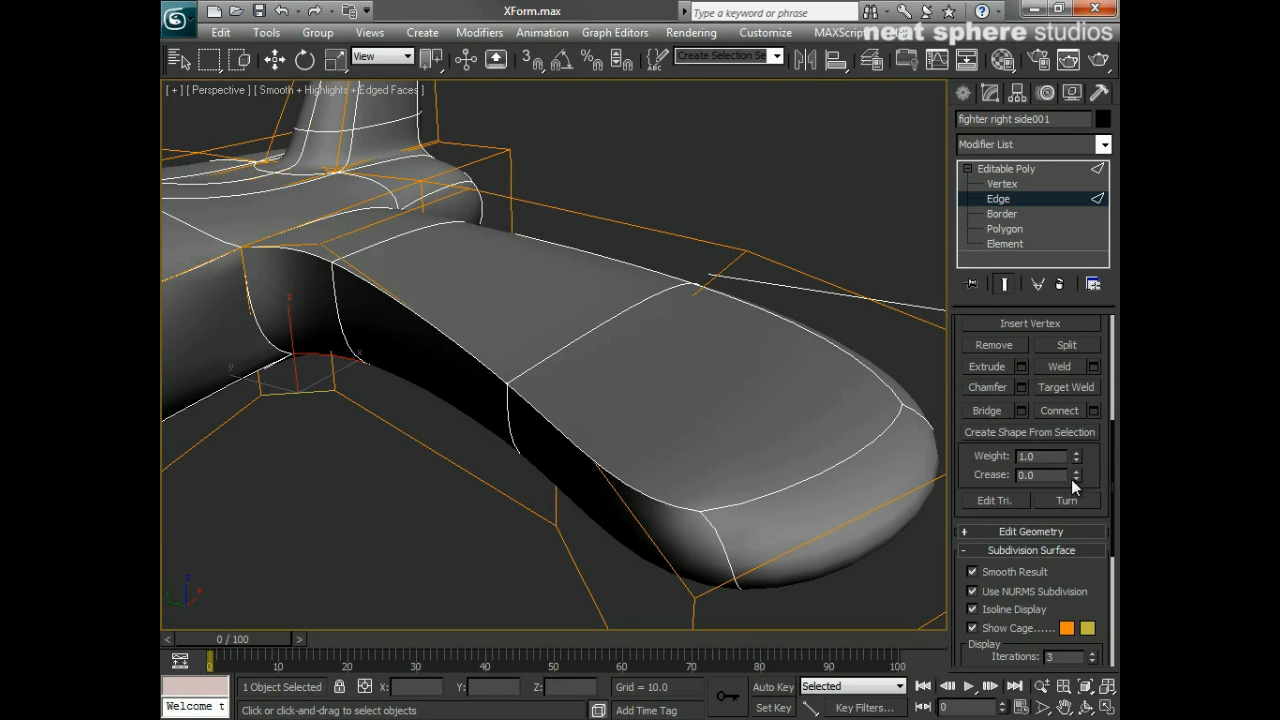 XForm.max
Type a keyword or phrase
Edit Tools Group Views Create Modifiers Animation Graph Editors Rendering Customize MAXScri
neat sphere studios
View
3
Create Selection Se
[ + ] [ Perspective ] [ Smooth + Highlights + Edged Faces ]
fighter right side001
Modifier List
Editable Poly
Vertex
Edge
Border
Polygon
Element
Insert Vertex
Remove Split
Extrude Weld
Chamfer Target Weld
Bridge Connect
Create Shape From Selection
Weight: 1.0
Crease: 0.0
Edit Tri. Turn
+ Edit Geometry
- Subdivision Surface
Smooth Result
Use NURMS Subdivision
Isoline Display
Show Cage......
Display
Iterations: 3
z
x
y
z
0 / 100
0 10 20 30 40 50 60 70 80 90 100
1 Object Selected X: Y: Z: Grid = 10.0 Auto Key Selected
Welcome t Click or click-and-drag to select objects Add Time Tag Set Key Key Filters... 0